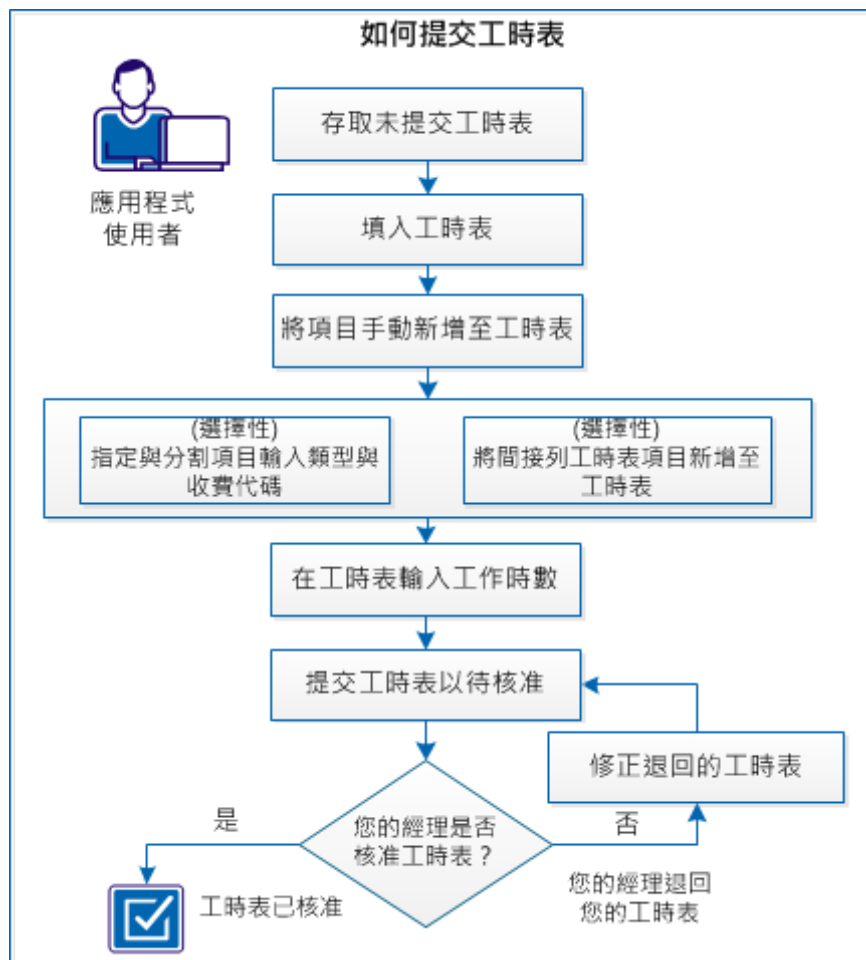 如何提交工時表
應用程式
使用者
存取未提交工時表
填入工時表
將項目手動新增至工時表
(選擇性)
指定與分割項目輸入類型與
收費代碼
(選擇性)
將間接列工時表項目新增至
工時表
在工時表輸入工作時數
提交工時表以待核准
修正退回的工時表
您的經理是否
核准工時表？
是
否
工時表已核准
您的經理退回
您的工時表